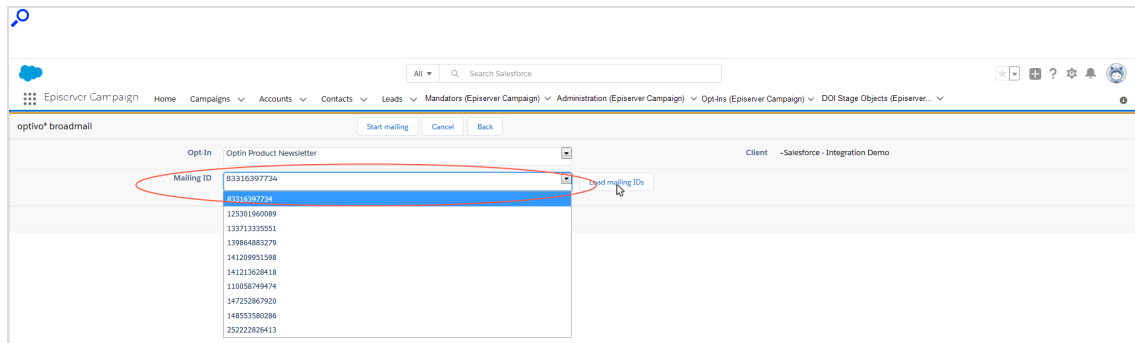 All Search Salesforce
Episerver Campaign Home Campaigns Accounts Contacts Leads Mandators (Episerver Campaign) Administration (Episerver Campaign) Opt-Ins (Episerver Campaign) DOI Stage Objects (Episerver...
optivo® broadmail Start mailing Cancel Back
Opt-In Optin Product Newsletter Client ~Salesforce - Integration Demo
Mailing ID 83316397734 Load mailing IDs
83316397734
125301960089
133713335551
139864883279
141209951598
141213628418
110058749474
147252867920
148553580286
252222826413